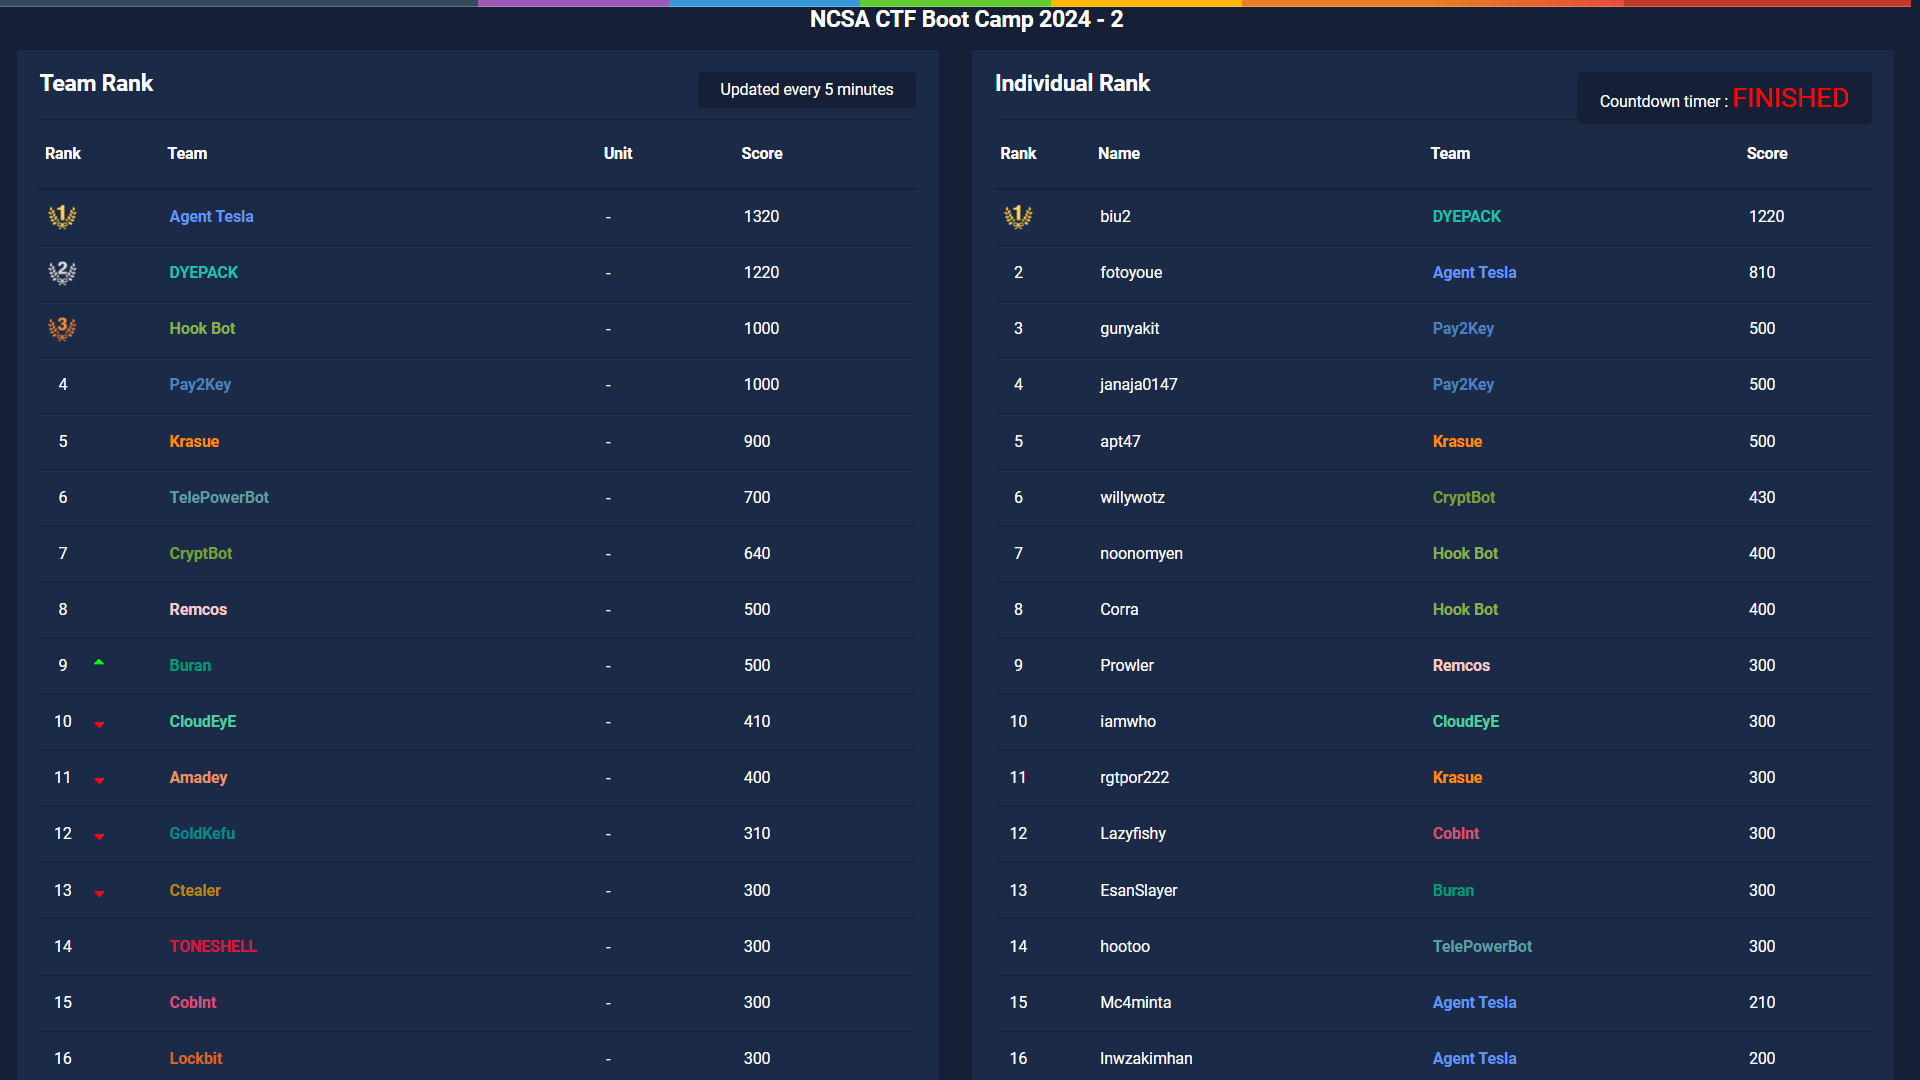 NCSA CTF Boot Camp 2024 - 2
Team Rank
Updated every 5 minutes
Rank Team Unit Score
1 Agent Tesla - 1320
2 DYEPACK - 1220
3 Hook Bot - 1000
4 Pay2Key - 1000
5 Krasue - 900
6 TelePowerBot - 700
7 CryptBot - 640
8 Remcos - 500
9 Buran - 500
10 CloudEyE - 410
11 Amadey - 400
12 GoldKefu - 310
13 Ctealer - 300
14 TONESHELL - 300
15 CobInt - 300
16 Lockbit - 300
Individual Rank
Countdown timer : FINISHED
Rank Name Team Score
1 biu2 DYEPACK 1220
2 fotoyoue Agent Tesla 810
3 gunyakit Pay2Key 500
4 janaja0147 Pay2Key 500
5 apt47 Krasue 500
6 willywotz CryptBot 430
7 noonomyen Hook Bot 400
8 Corra Hook Bot 400
9 Prowler Remcos 300
10 iamwho CloudEyE 300
11 rgtpor222 Krasue 300
12 Lazyfishy CobInt 300
13 EsanSlayer Buran 300
14 hootoo TelePowerBot 300
15 Mc4minta Agent Tesla 210
16 lnwzakimhan Agent Tesla 200